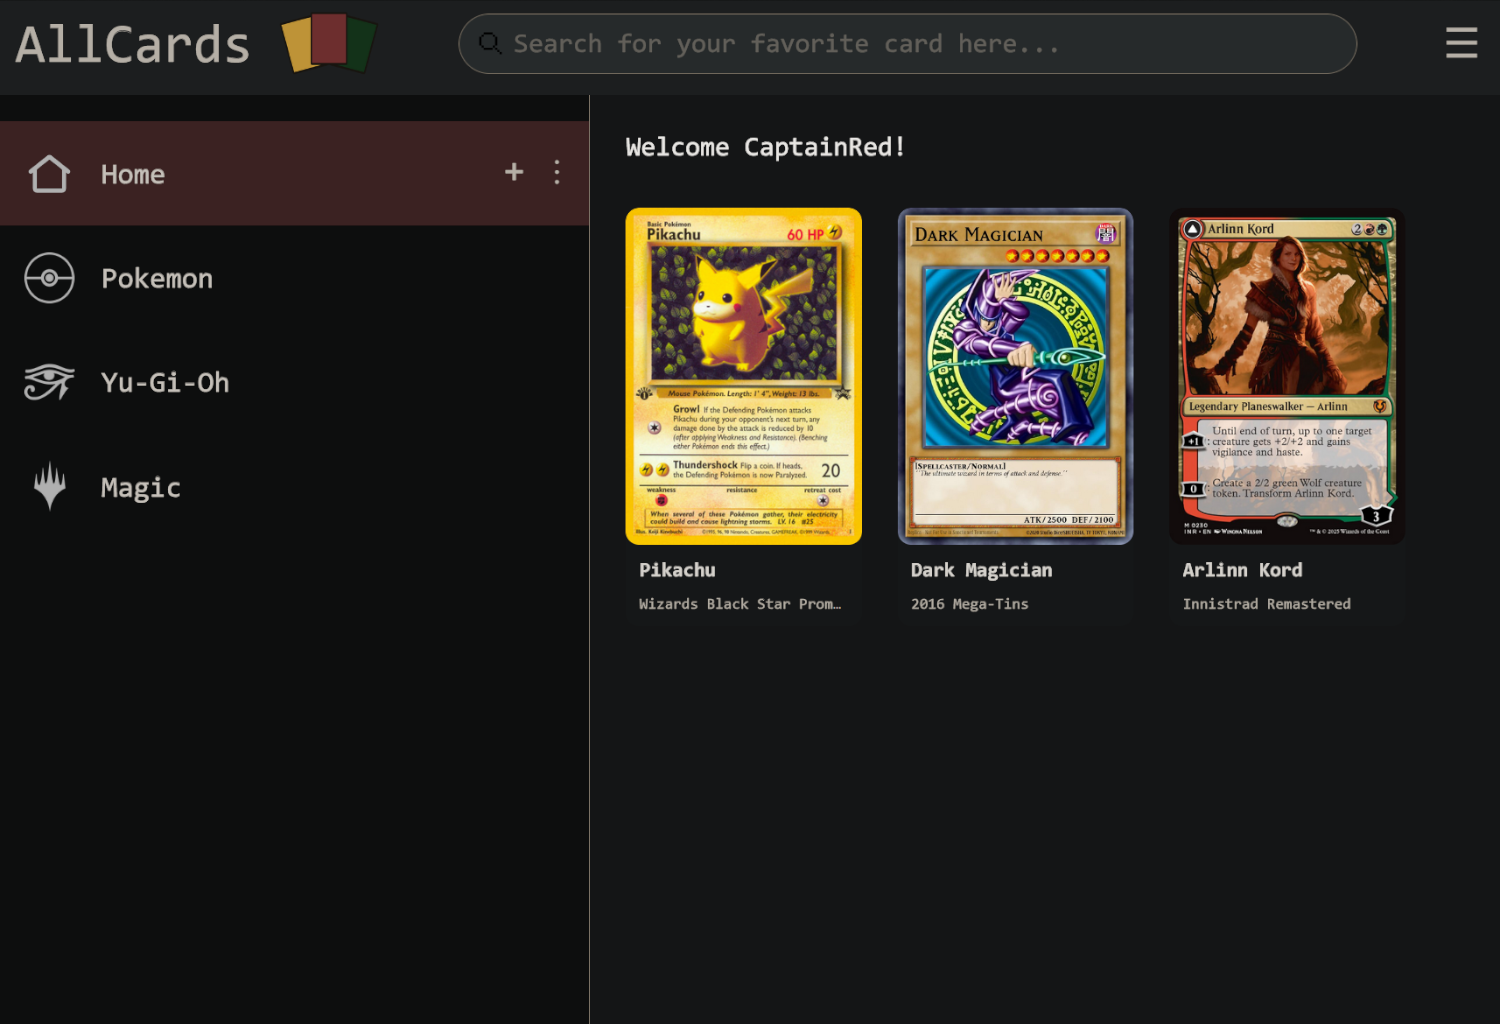 AllCards
Search for your favorite card here...
Home
Pokemon
Yu-Gi-Oh
Magic
Welcome CaptainRed!
Basic Pokémon
Pikachu 60 HP
Mouse Pokémon. Length: 1' 4", Weight: 13 lbs.
Growl If the Defending Pokémon attacks
Pikachu during your opponent's next turn, any
damage done by the attack is reduced by 10
(after applying Weakness and Resistance). (Benching
either Pokémon ends this effect.)
Thundershock Flip a coin. If heads,
the Defending Pokémon is now Paralyzed. 20
weakness resistance retreat cost
When several of these Pokémon gather, their electricity
could build and cause lightning storms. LV. 16 #25
Pikachu
Wizards Black Star Prom…
DARK MAGICIAN
[SPELLCASTER/NORMAL]
"The ultimate wizard in terms of attack and defense."
ATK/2500 DEF/2100
Dark Magician
2016 Mega-Tins
Arlinn Kord 2
Legendary Planeswalker — Arlinn
+1: Until end of turn, up to one target
creature gets +2/+2 and gains
vigilance and haste.
0: Create a 2/2 green Wolf creature
token. Transform Arlinn Kord.
3
M 0230
INR • EN Winona Nelson
™ & © 2025 Wizards of the Coast
Arlinn Kord
Innistrad Remastered